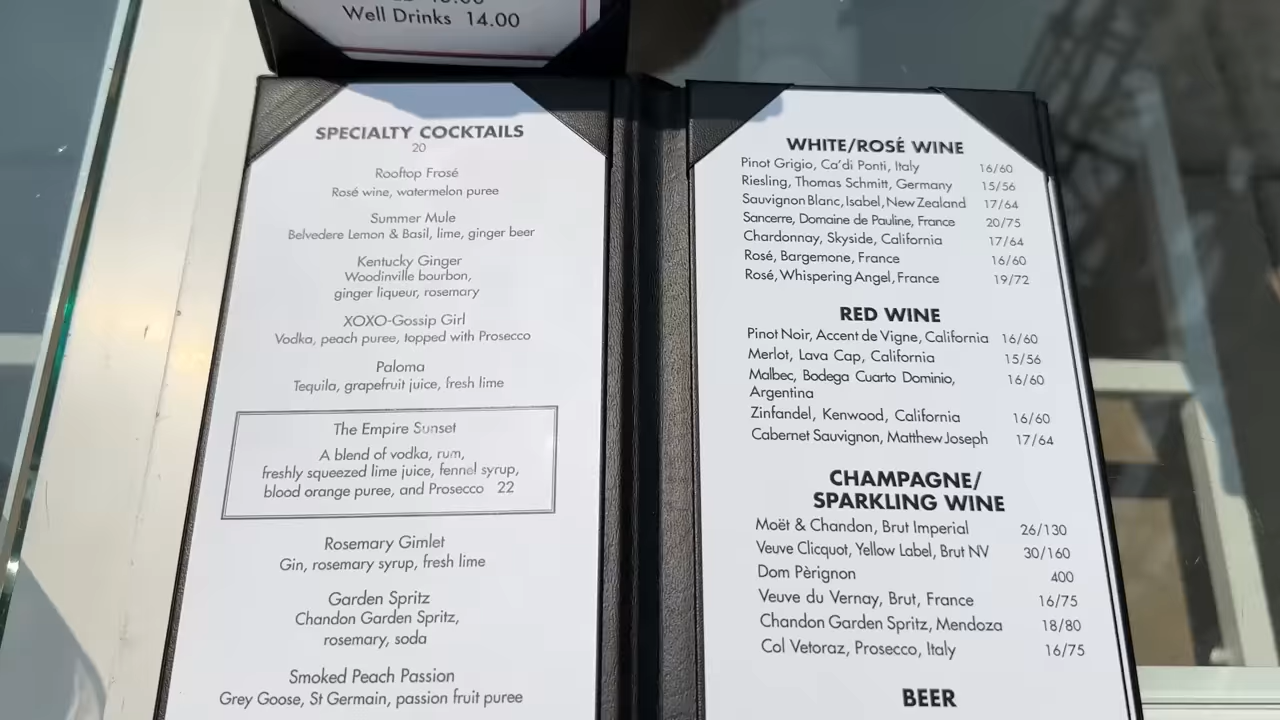 Well Drinks 14.00
SPECIALTY COCKTAILS
20
Rooftop Frosé
Rosé wine, watermelon puree
Summer Mule
Belvedere Lemon & Basil, lime, ginger beer
Kentucky Ginger
Woodinville bourbon,
ginger liqueur, rosemary
XOXO-Gossip Girl
Vodka, peach puree, topped with Prosecco
Paloma
Tequila, grapefruit juice, fresh lime
The Empire Sunset
A blend of vodka, rum,
freshly squeezed lime juice, fennel syrup,
blood orange puree, and Prosecco 22
Rosemary Gimlet
Gin, rosemary syrup, fresh lime
Garden Spritz
Chandon Garden Spritz,
rosemary, soda
Smoked Peach Passion
Grey Goose, St Germain, passion fruit puree
WHITE/ROSÉ WINE
Pinot Grigio, Ca'di Ponti, Italy 16/60
Riesling, Thomas Schmitt, Germany 15/56
Sauvignon Blanc, Isabel, New Zealand 17/64
Sancerre, Domaine de Pauline, France 20/75
Chardonnay, Skyside, California 17/64
Rosé, Bargemone, France 16/60
Rosé, Whispering Angel, France 19/72
RED WINE
Pinot Noir, Accent de Vigne, California 16/60
Merlot, Lava Cap, California 15/56
Malbec, Bodega Cuarto Dominio, 16/60
Argentina
Zinfandel, Kenwood, California 16/60
Cabernet Sauvignon, Matthew Joseph 17/64
CHAMPAGNE/
SPARKLING WINE
Moët & Chandon, Brut Imperial 26/130
Veuve Clicquot, Yellow Label, Brut NV 30/160
Dom Pèrignon 400
Veuve du Vernay, Brut, France 16/75
Chandon Garden Spritz, Mendoza 18/80
Col Vetoraz, Prosecco, Italy 16/75
BEER